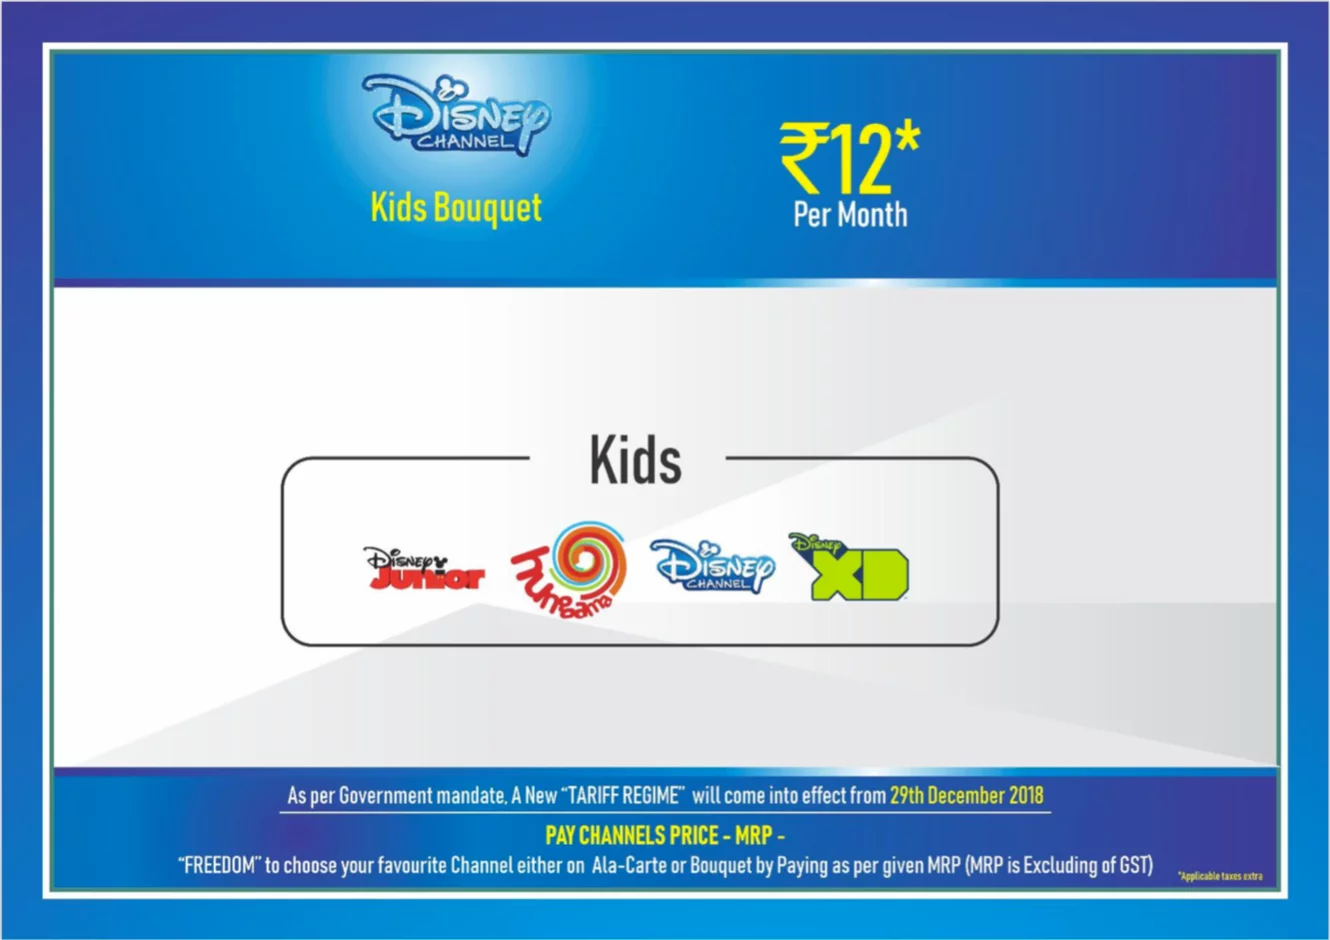 Disney
CHANNEL
Kids Bouquet
₹12*
Per Month
Kids
Disney
Junior
hungama
Disney
CHANNEL
Disney
XD
As per Government mandate, A New “TARIFF REGIME” will come into effect from 29th December 2018
PAY CHANNELS PRICE - MRP -
“FREEDOM” to choose your favourite Channel either on Ala-Carte or Bouquet by Paying as per given MRP (MRP is Excluding of GST)
*Applicable taxes extra